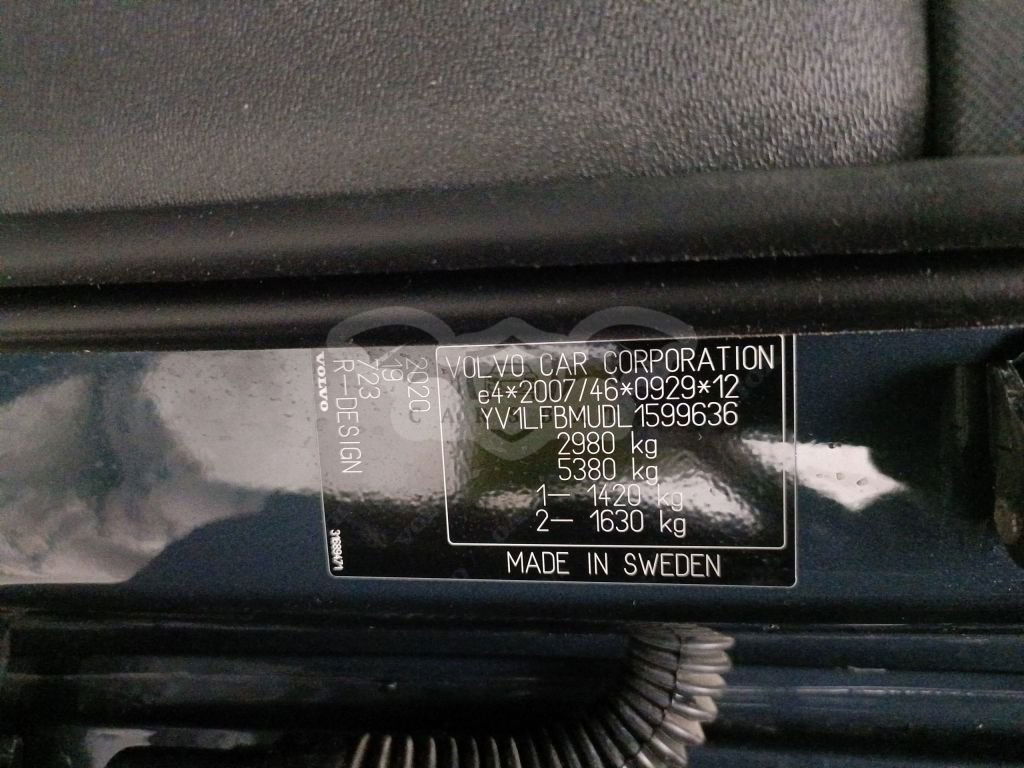 VOLVO CAR CORPORATION
e4*2007/46*0929*12
YV1LFBMUDL1599636
2980 kg
5380 kg
1– 1420 kg
2– 1630 kg
MADE IN SWEDEN
2020
19
723
R–DESIGN
VOLVO
31689471